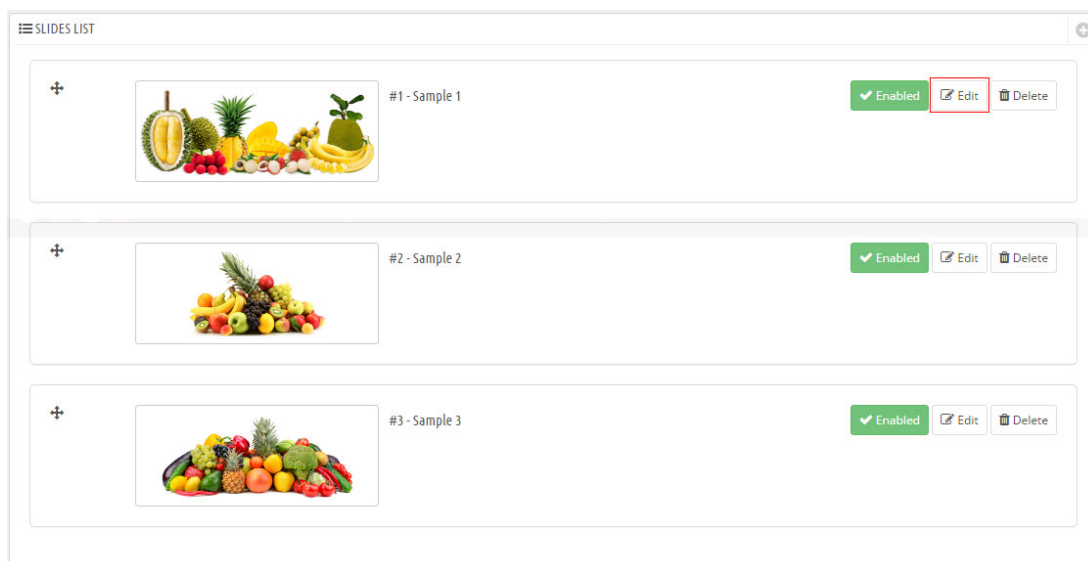 SLIDES LIST
#1 - Sample 1
Enabled Edit Delete
#2 - Sample 2
Enabled Edit Delete
#3 - Sample 3
Enabled Edit Delete